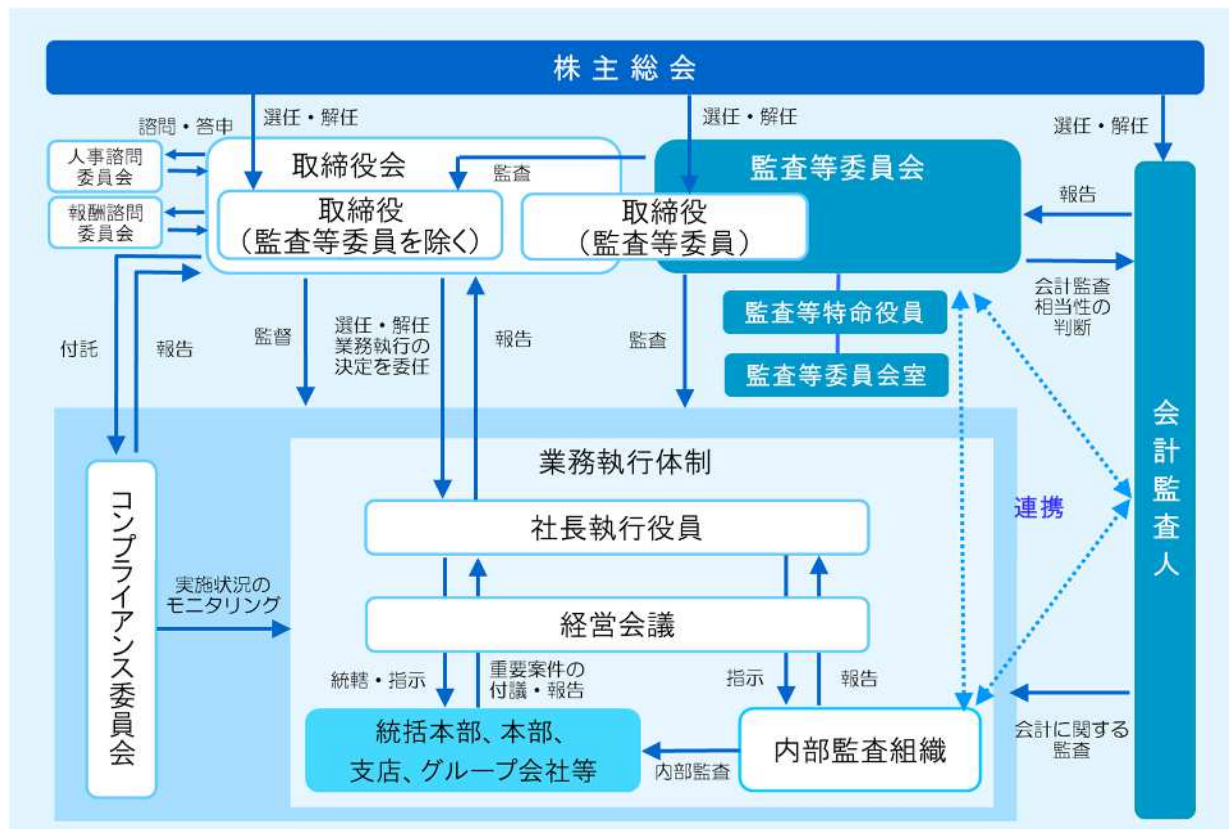 株主総会
諮問・答申
選任・解任
選任・解任
選任・解任
人事諮問
委員会
報酬諮問
委員会
取締役会
監査
監査等委員会
取締役
（監査等委員を除く）
取締役
（監査等委員）
報告
会計監査
相当性の
判断
監査等特命役員
監査等委員会室
付託
報告
監督
選任・解任
業務執行の
決定を委任
報告
監査
会計監査人
業務執行体制
社長執行役員
連携
コンプライアンス委員会
実施状況の
モニタリング
経営会議
統轄・指示
重要案件の
付議・報告
指示
報告
統括本部、本部、
支店、グループ会社等
内部監査
内部監査組織
会計に関する
監査